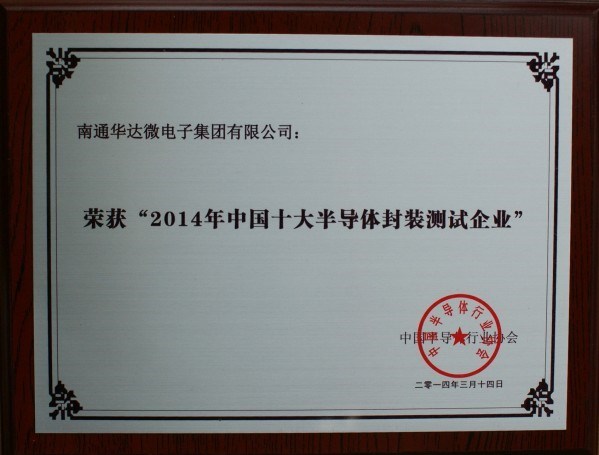 南通华达微电子集团有限公司：
荣获“2014年中国十大半导体封装测试企业”
中国半导体行业协会
中国半导体行业协会
二零一四年三月十四日